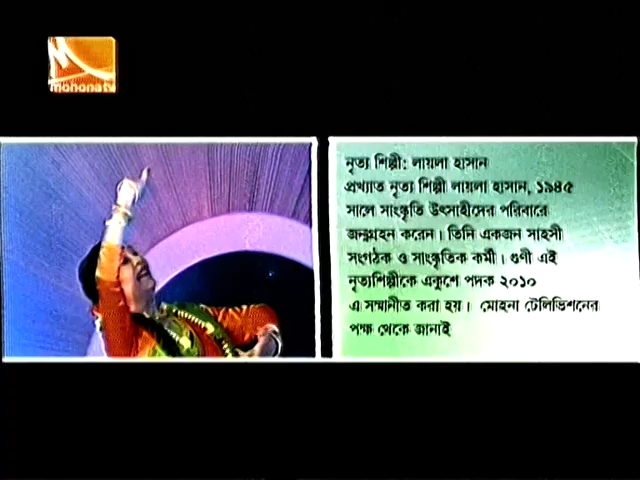 mohona tv
নৃত্য শিল্পী: লায়লা হাসান
প্রখ্যাত নৃত্য শিল্পী লায়লা হাসান, ১৯৪৫
সালে সাংস্কৃতি উৎসাহীদের পরিবারে
জন্মগ্রহন করেন। তিনি একজন সাহসী
সংগঠক ও সাংস্কৃতিক কর্মী। গুণী এই
নৃত্যশিল্পীকে একুশে পদক ২০১০
এ সম্মানীত করা হয়। মোহনা টেলিভিশনের
পক্ষ থেকে জানাই